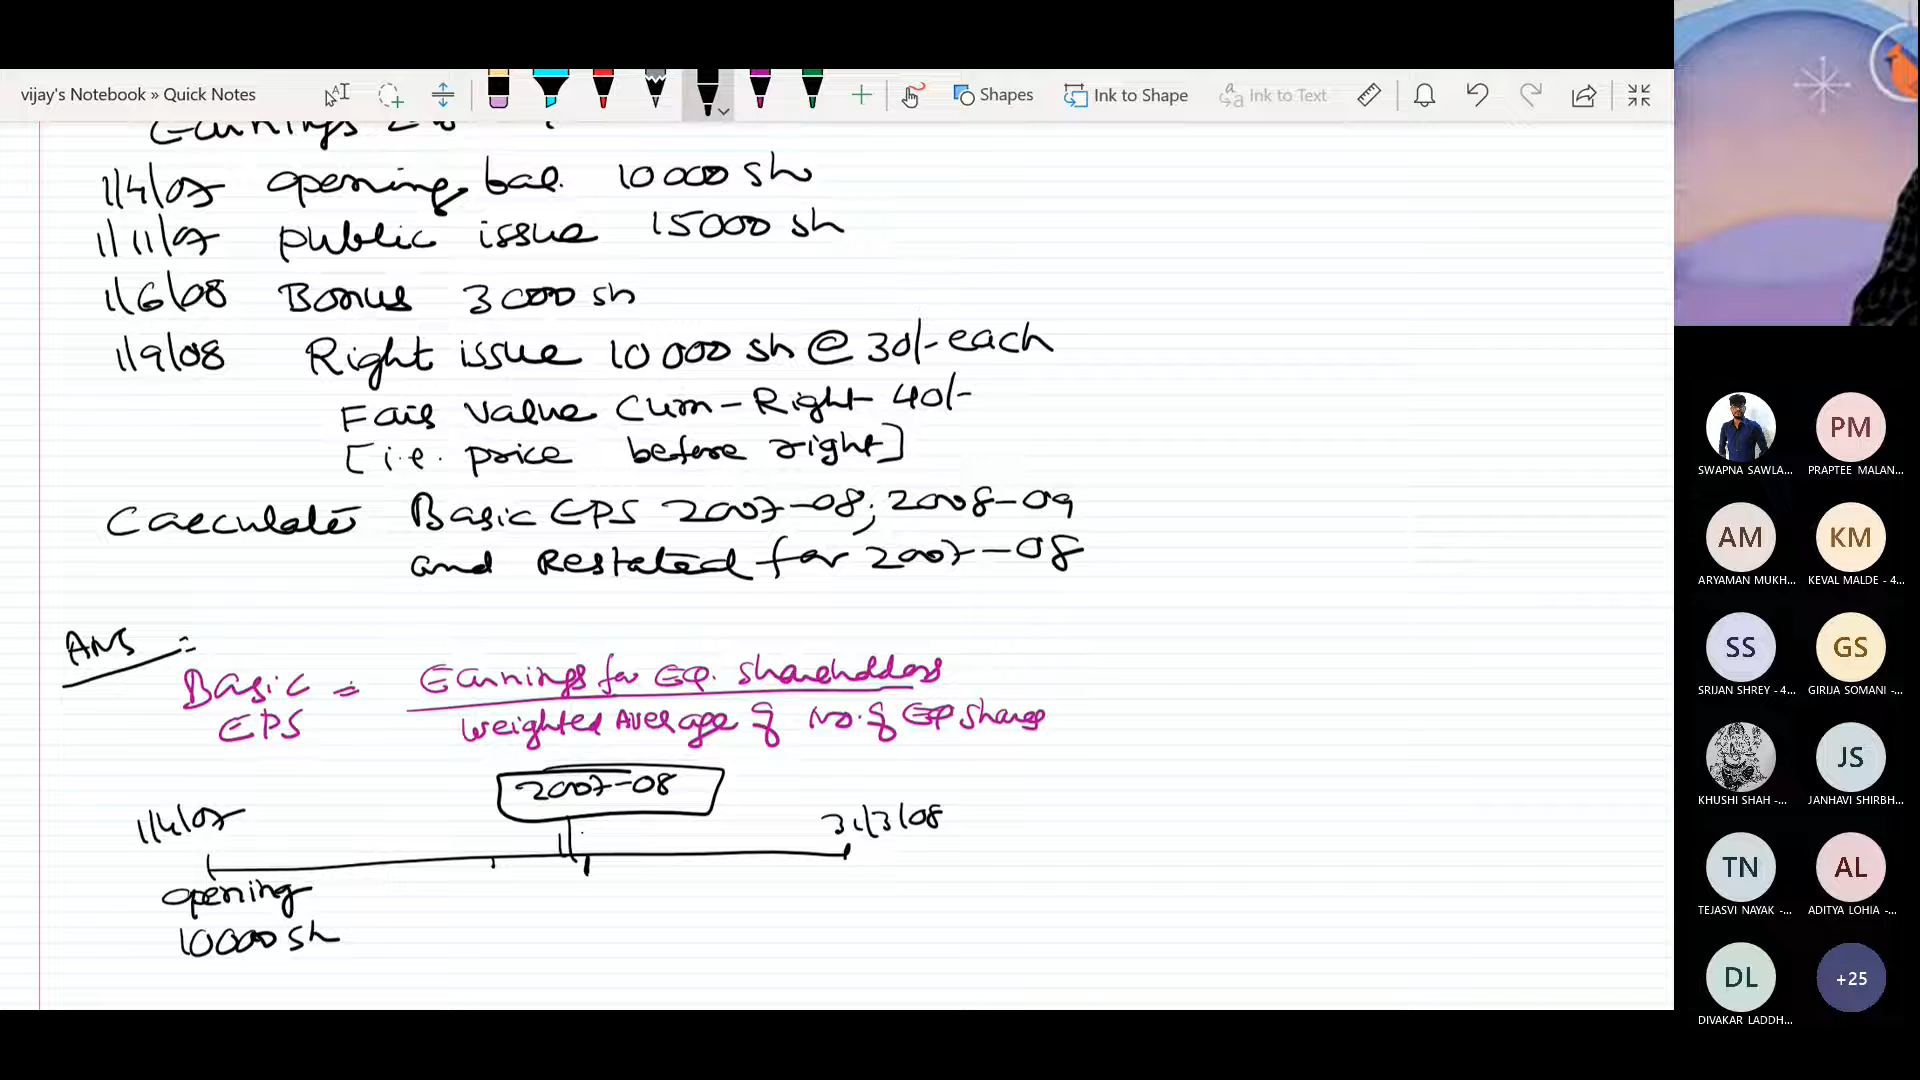 vijay's Notebook » Quick Notes
Shapes
Ink to Shape
Ink to Text
Earnings
1/4/07 opening bal. 10000 sh
1/11/07 public issue 15000 sh
1/6/08 Bonus 3000 sh
1/9/08 Right issue 10000 sh @ 30/- each
Fair value Cum-Right 40/-
[i.e. price before right]
Calculate Basic EPS 2007-08; 2008-09
and Restated for 2007-08
ANS :
Basic EPS = Earnings for Eq. shareholders
Weighted Average of No. of Eq shares
2007-08
1/4/07 31/3/08
opening
10000 sh
PM
SWAPNA SAWLA... PRAPTEE MALAN...
AM KM
ARYAMAN MUKH... KEVAL MALDE - 4...
SS GS
SRIJAN SHREY - 4... GIRIJA SOMANI -...
JS
KHUSHI SHAH -... JANHAVI SHIRBH...
TN AL
TEJASVI NAYAK -... ADITYA LOHIA -...
DL +25
DIVAKAR LADDH...